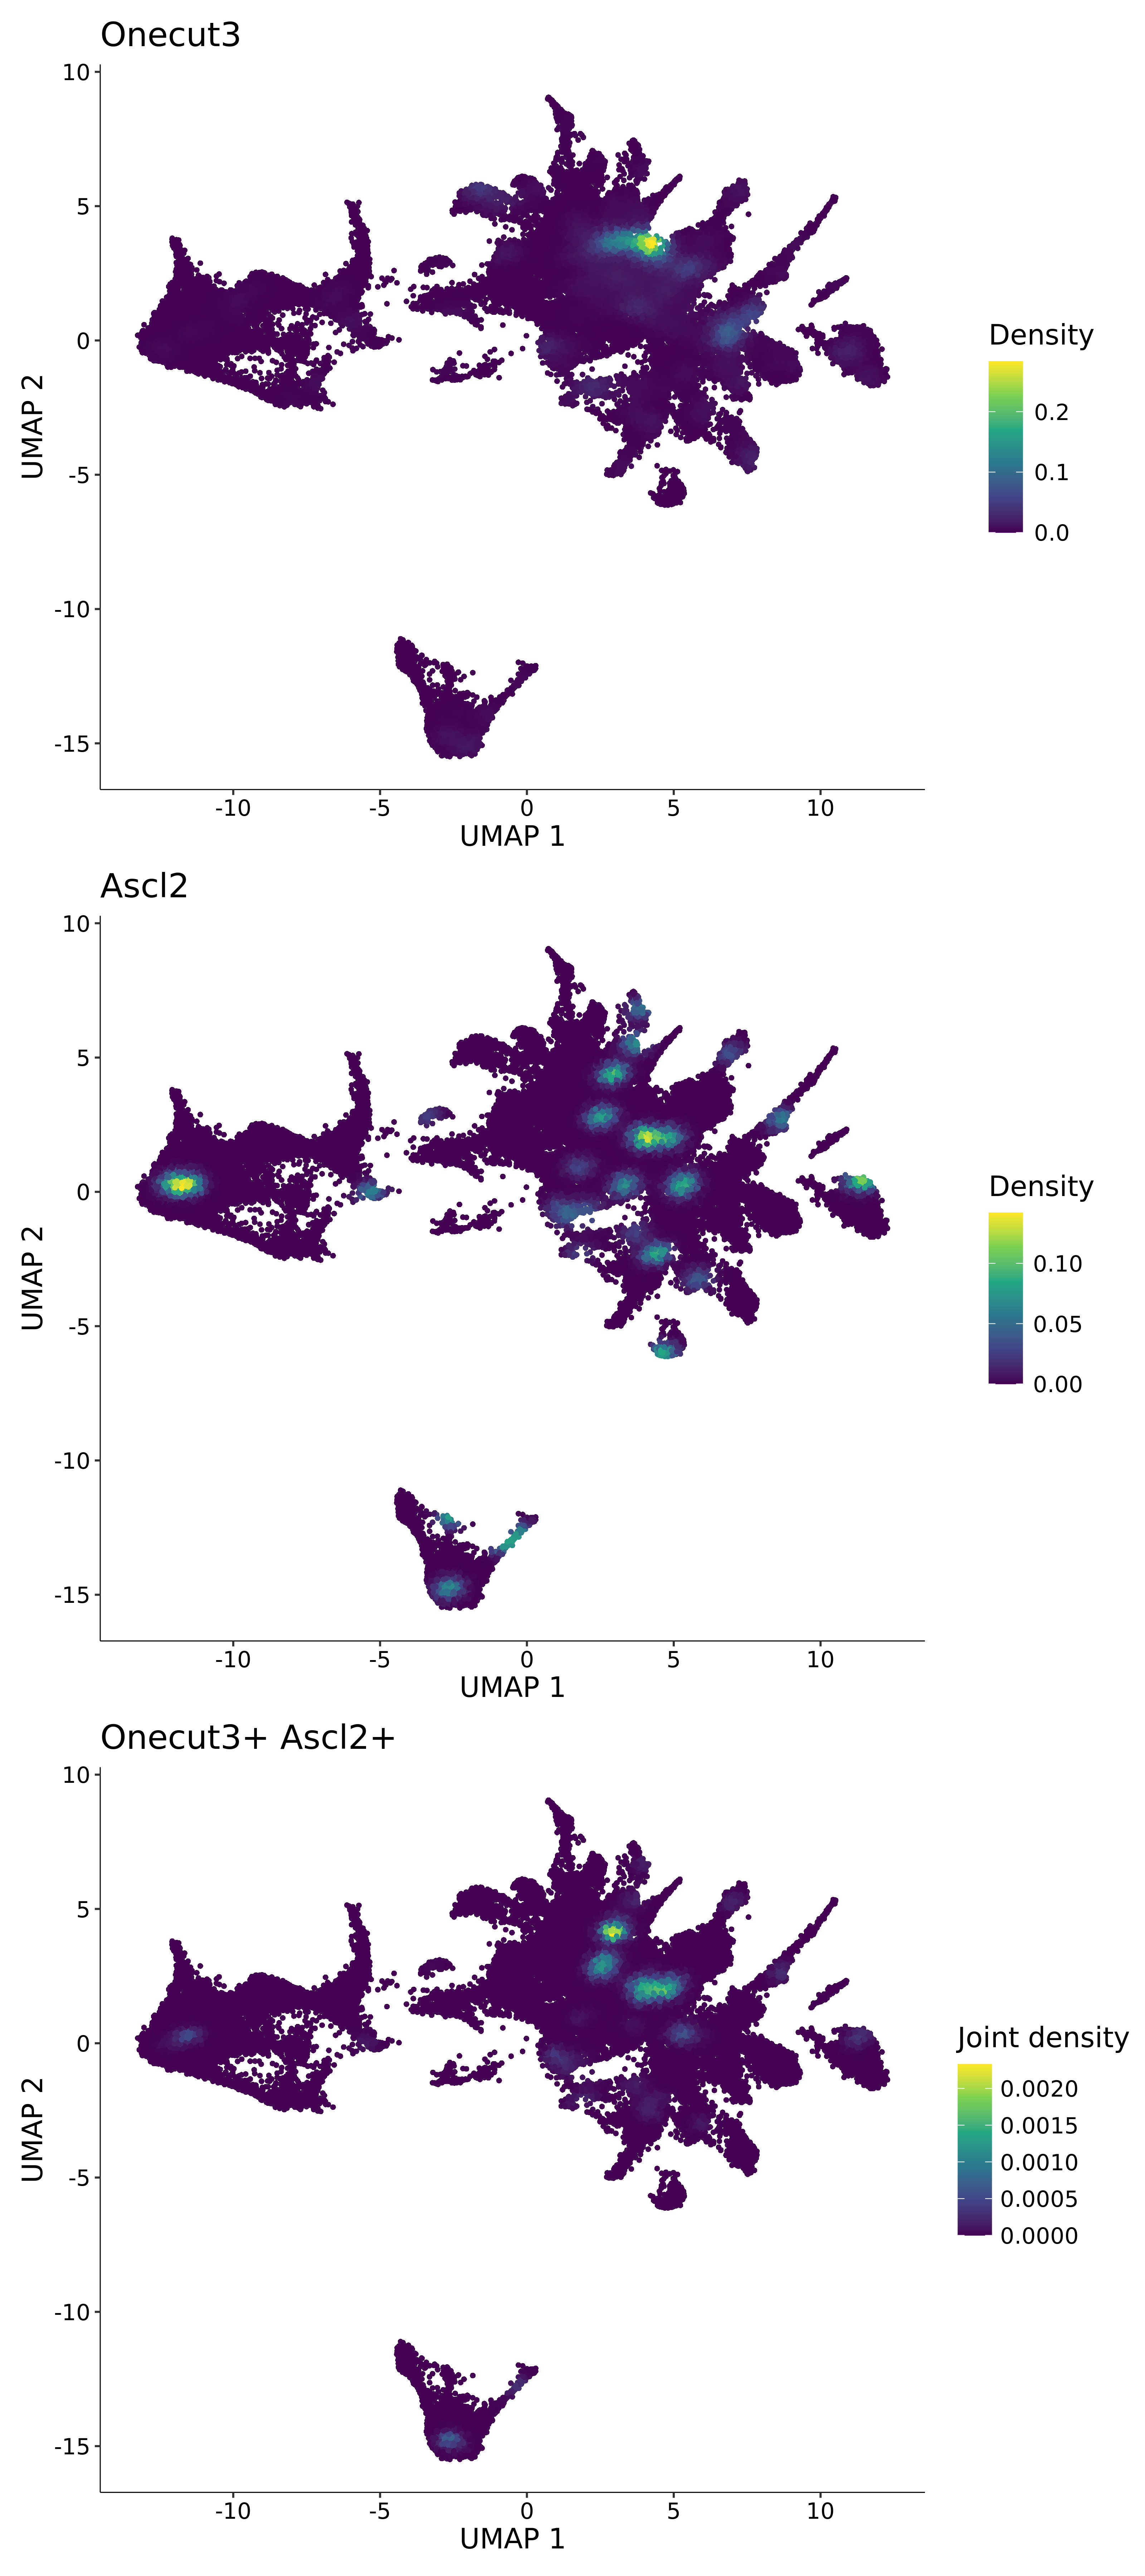 Onecut3
10
5
0
-5
-10
-15
UMAP 2
-10 -5 0 5 10
UMAP 1
Density
0.2
0.1
0.0
Ascl2
10
5
0
-5
-10
-15
UMAP 2
-10 -5 0 5 10
UMAP 1
Density
0.10
0.05
0.00
Onecut3+ Ascl2+
10
5
0
-5
-10
-15
UMAP 2
-10 -5 0 5 10
UMAP 1
Joint density
0.0020
0.0015
0.0010
0.0005
0.0000